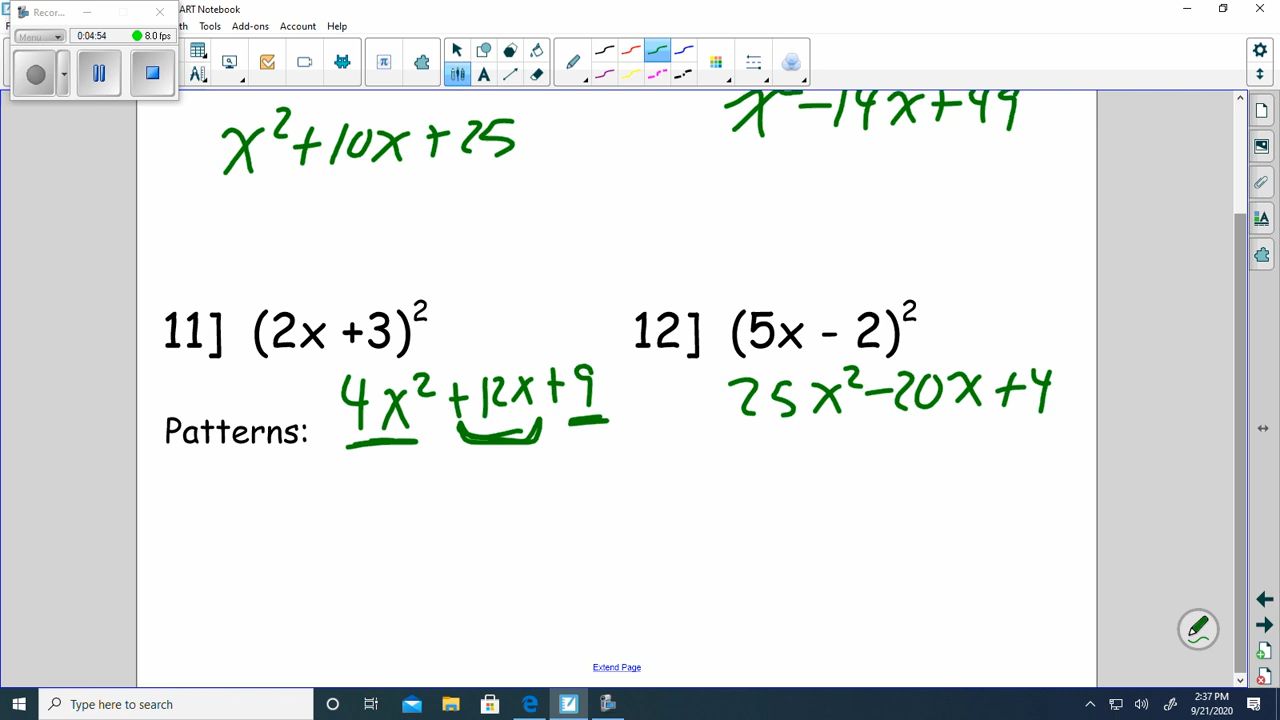 Recor...
ART Notebook
Tools Add-ons Account Help
Menu
0:04:54 8.0 fps
x²+10x+25
x²-14x+49
11] (2x +3)²
12] (5x - 2)²
4x²+12x+9
25x²-20x+4
Patterns:
Extend Page
Type here to search
2:37 PM
9/21/2020